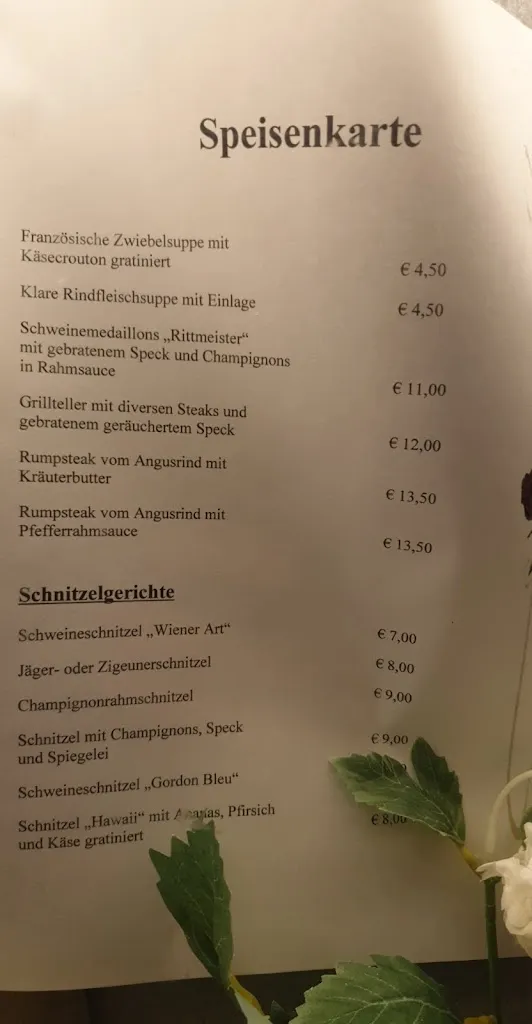 Speisenkarte
Französische Zwiebelsuppe mit
Käsecrouton gratiniert € 4,50
Klare Rindfleischsuppe mit Einlage € 4,50
Schweinemedaillons „Rittmeister“
mit gebratenem Speck und Champignons
in Rahmsauce € 11,00
Grillteller mit diversen Steaks und
gebratenem geräuchertem Speck € 12,00
Rumpsteak vom Angusrind mit
Kräuterbutter € 13,50
Rumpsteak vom Angusrind mit
Pfefferrahmsauce € 13,50
Schnitzelgerichte
Schweineschnitzel „Wiener Art“ € 7,00
Jäger- oder Zigeunerschnitzel € 8,00
Champignonrahmschnitzel € 9,00
Schnitzel mit Champignons, Speck
und Spiegelei € 9,00
Schweineschnitzel „Gordon Bleu“
Schnitzel „Hawaii“ mit Ananas, Pfirsich
und Käse gratiniert € 8,00